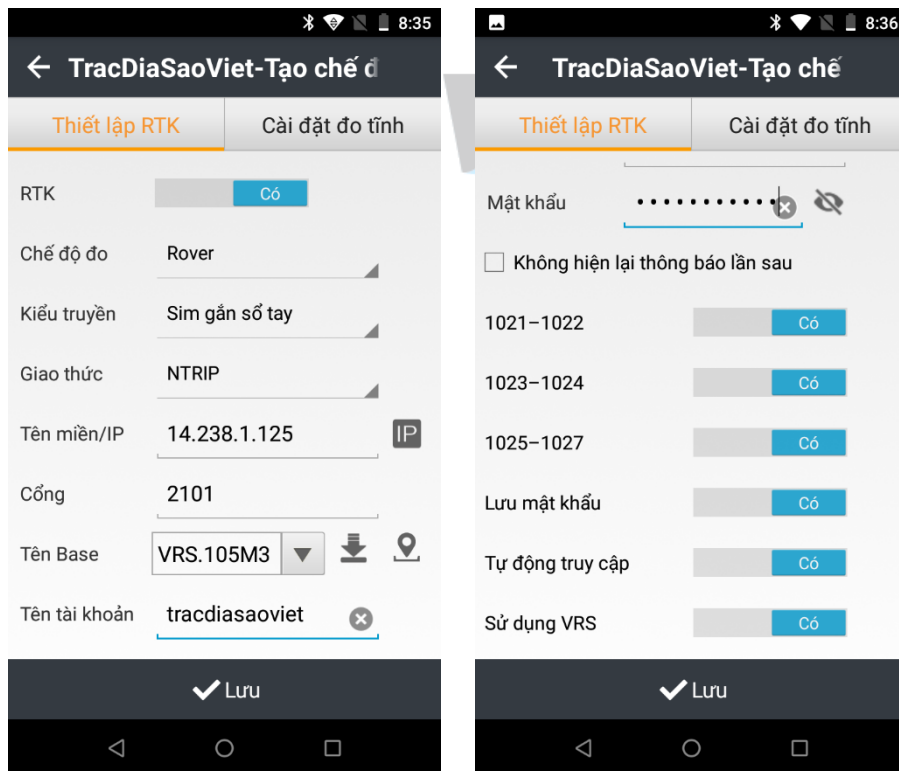 8:35
TracDiaSaoViet-Tạo chế đ
Thiết lập RTK Cài đặt đo tĩnh
RTK Có
Chế độ đo Rover
Kiểu truyền Sim gắn sổ tay
Giao thức NTRIP
Tên miền/IP 14.238.1.125 IP
Cổng 2101
Tên Base VRS.105M3
Tên tài khoản tracdiasaoviet
Lưu
8:36
TracDiaSaoViet-Tạo chế
Thiết lập RTK Cài đặt đo tĩnh
Mật khẩu •••••••••••
Không hiện lại thông báo lần sau
1021–1022 Có
1023–1024 Có
1025–1027 Có
Lưu mật khẩu Có
Tự động truy cập Có
Sử dụng VRS Có
Lưu